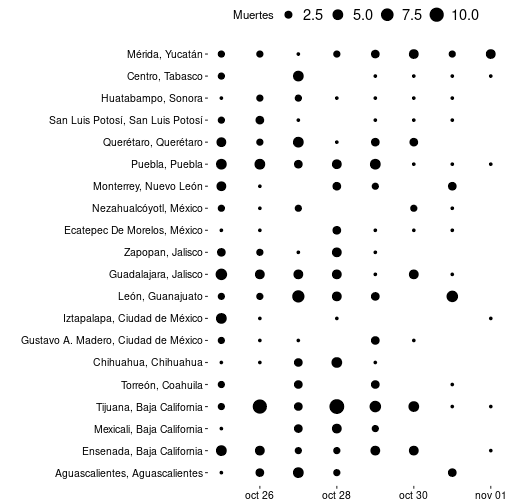 Muertes 2.5 5.0 7.5 10.0
Mérida, Yucatán
Centro, Tabasco
Huatabampo, Sonora
San Luis Potosí, San Luis Potosí
Querétaro, Querétaro
Puebla, Puebla
Monterrey, Nuevo León
Nezahualcóyotl, México
Ecatepec De Morelos, México
Zapopan, Jalisco
Guadalajara, Jalisco
León, Guanajuato
Iztapalapa, Ciudad de México
Gustavo A. Madero, Ciudad de México
Chihuahua, Chihuahua
Torreón, Coahuila
Tijuana, Baja California
Mexicali, Baja California
Ensenada, Baja California
Aguascalientes, Aguascalientes
oct 26 oct 28 oct 30 nov 01